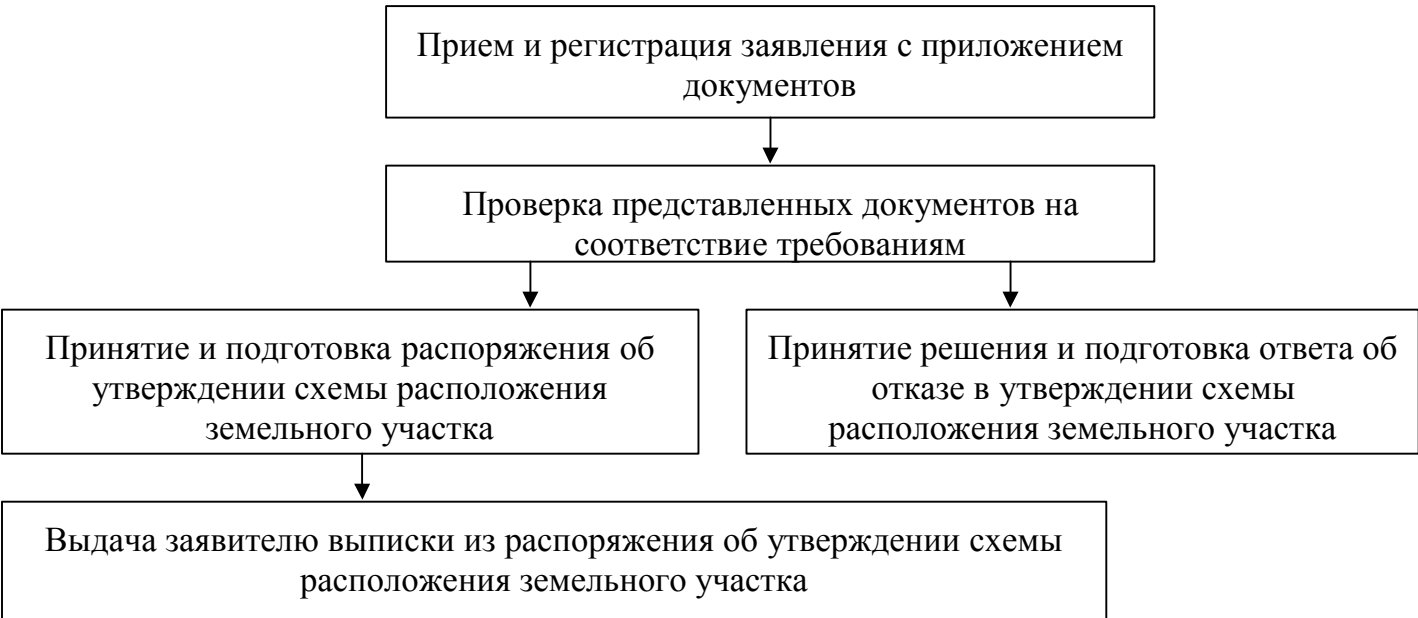 Прием и регистрация заявления с приложением
документов
Проверка представленных документов на
соответствие требованиям
Принятие и подготовка распоряжения об
утверждении схемы расположения
земельного участка
Принятие решения и подготовка ответа об
отказе в утверждении схемы
расположения земельного участка
Выдача заявителю выписки из распоряжения об утверждении схемы
расположения земельного участка